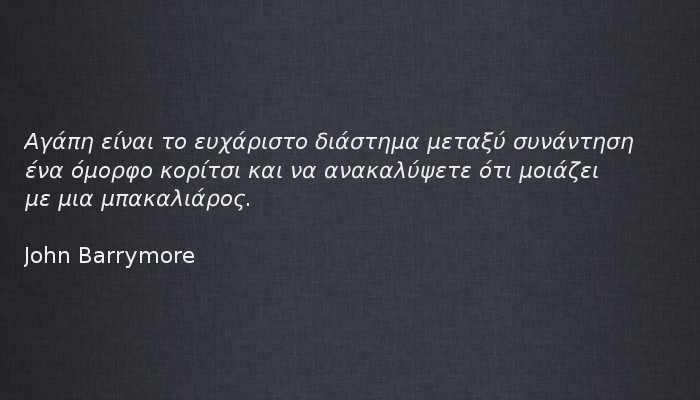 Αγάπη είναι το ευχάριστο διάστημα μεταξύ συνάντηση
ένα όμορφο κορίτσι και να ανακαλύψετε ότι μοιάζει
με μια μπακαλιάρος.
John Barrymore